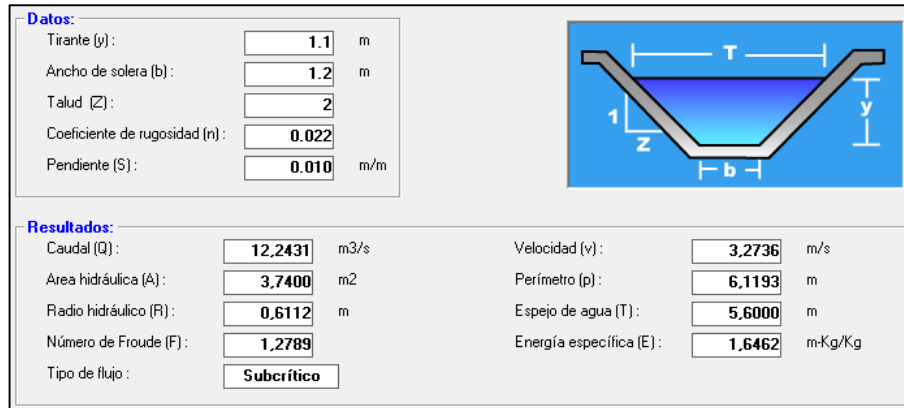 Datos:
Tirante (y) : 1.1 m
Ancho de solera (b) : 1.2 m
Talud (Z) : 2
Coeficiente de rugosidad (n) : 0.022
Pendiente (S) : 0.010 m/m
T
1
Z
y
b
Resultados:
Caudal (Q) : 12,2431 m3/s Velocidad (v) : 3,2736 m/s
Area hidráulica (A) : 3,7400 m2 Perímetro (p) : 6,1193 m
Radio hidráulico (R) : 0,6112 m Espejo de agua (T) : 5,6000 m
Número de Froude (F) : 1,2789 Energía específica (E) : 1,6462 m-Kg/Kg
Tipo de flujo : Subcrítico